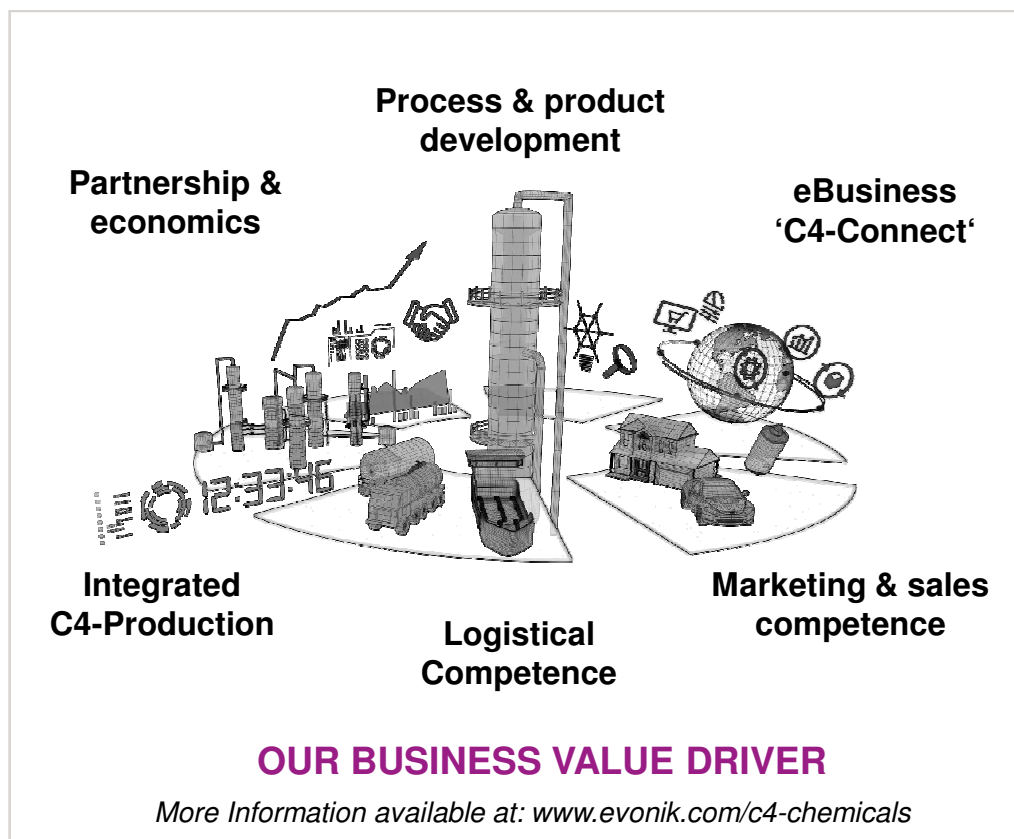 Process & product
development
Partnership &
economics
eBusiness
‘C4-Connect‘
12:33:46
Integrated
C4-Production
Logistical
Competence
Marketing & sales
competence
OUR BUSINESS VALUE DRIVER
More Information available at: www.evonik.com/c4-chemicals